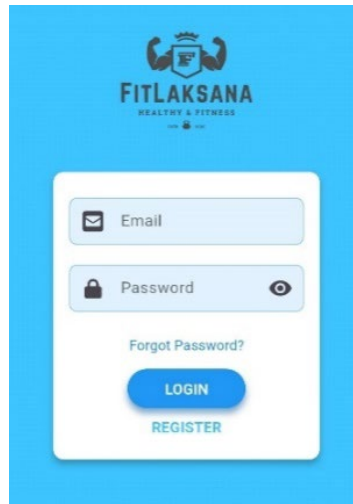 F
FITLAKSANA
HEALTHY & FITNESS
Email
Password
Forgot Password?
LOGIN
REGISTER